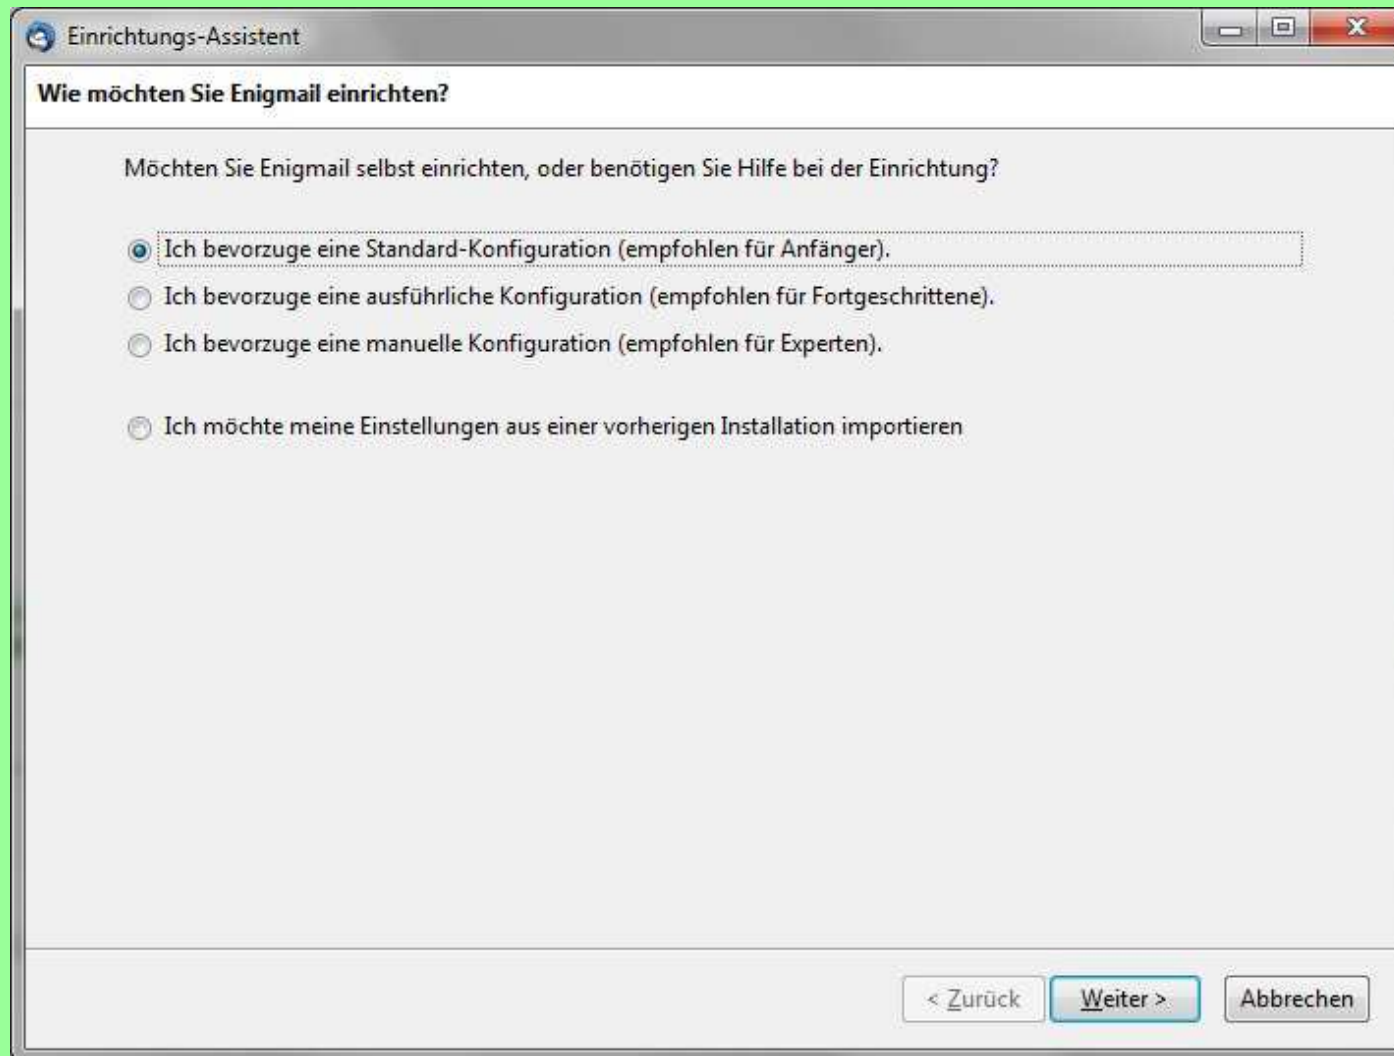 Einrichtungs-Assistent
Wie möchten Sie Enigmail einrichten?
Möchten Sie Enigmail selbst einrichten, oder benötigen Sie Hilfe bei der Einrichtung?
Ich bevorzuge eine Standard-Konfiguration (empfohlen für Anfänger).
Ich bevorzuge eine ausführliche Konfiguration (empfohlen für Fortgeschrittene).
Ich bevorzuge eine manuelle Konfiguration (empfohlen für Experten).
Ich möchte meine Einstellungen aus einer vorherigen Installation importieren
< Zurück Weiter > Abbrechen